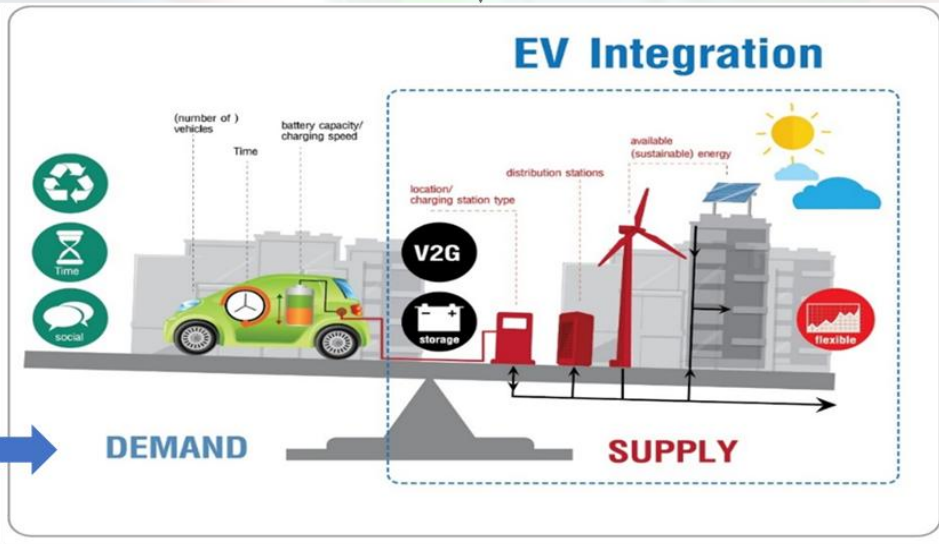 EV Integration
(number of )
vehicles
Time
battery capacity/
charging speed
available
(sustainable) energy
distribution stations
location/
charging station type
V2G
Time
storage
social
flexible
DEMAND
SUPPLY